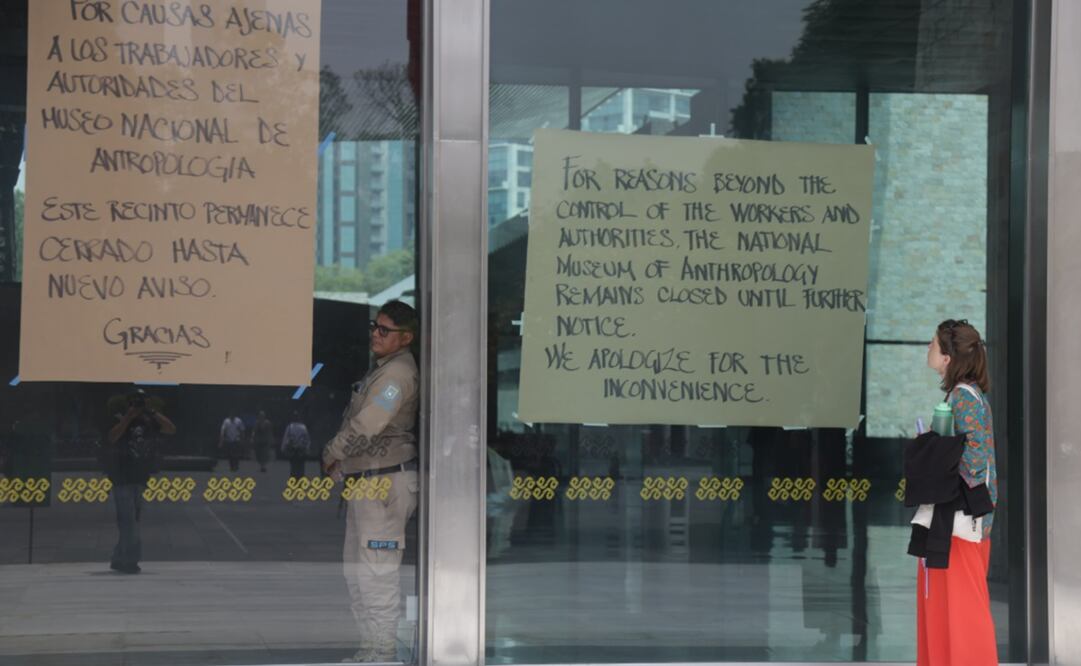 POR CAUSAS AJENAS
A LOS TRABAJADORES Y
AUTORIDADES DEL
MUSEO NACIONAL DE
ANTROPOLOGIA
ESTE RECINTO PERMANECE
CERRADO HASTA
NUEVO AVISO.
GRACIAS
FOR REASONS BEYOND THE
CONTROL OF THE WORKERS AND
AUTHORITIES, THE NATIONAL
MUSEUM OF ANTHROPOLOGY
REMAINS CLOSED UNTIL FURTHER
NOTICE.
WE APOLOGIZE FOR THE
INCONVENIENCE.
SPS